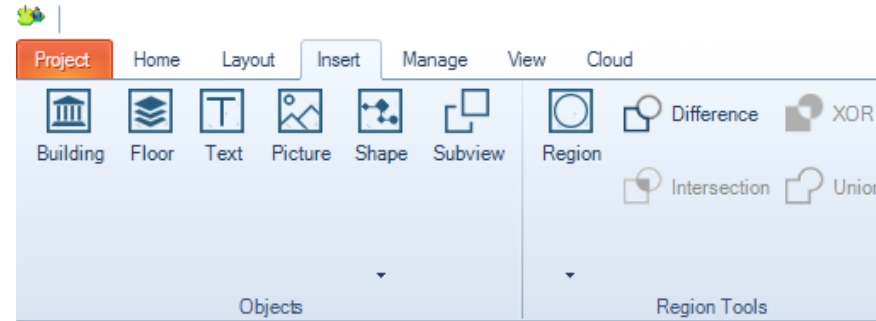 Project Home Layout Insert Manage View Cloud
Building Floor Text Picture Shape Subview Region
Difference XOR
Intersection Union
Objects Region Tools